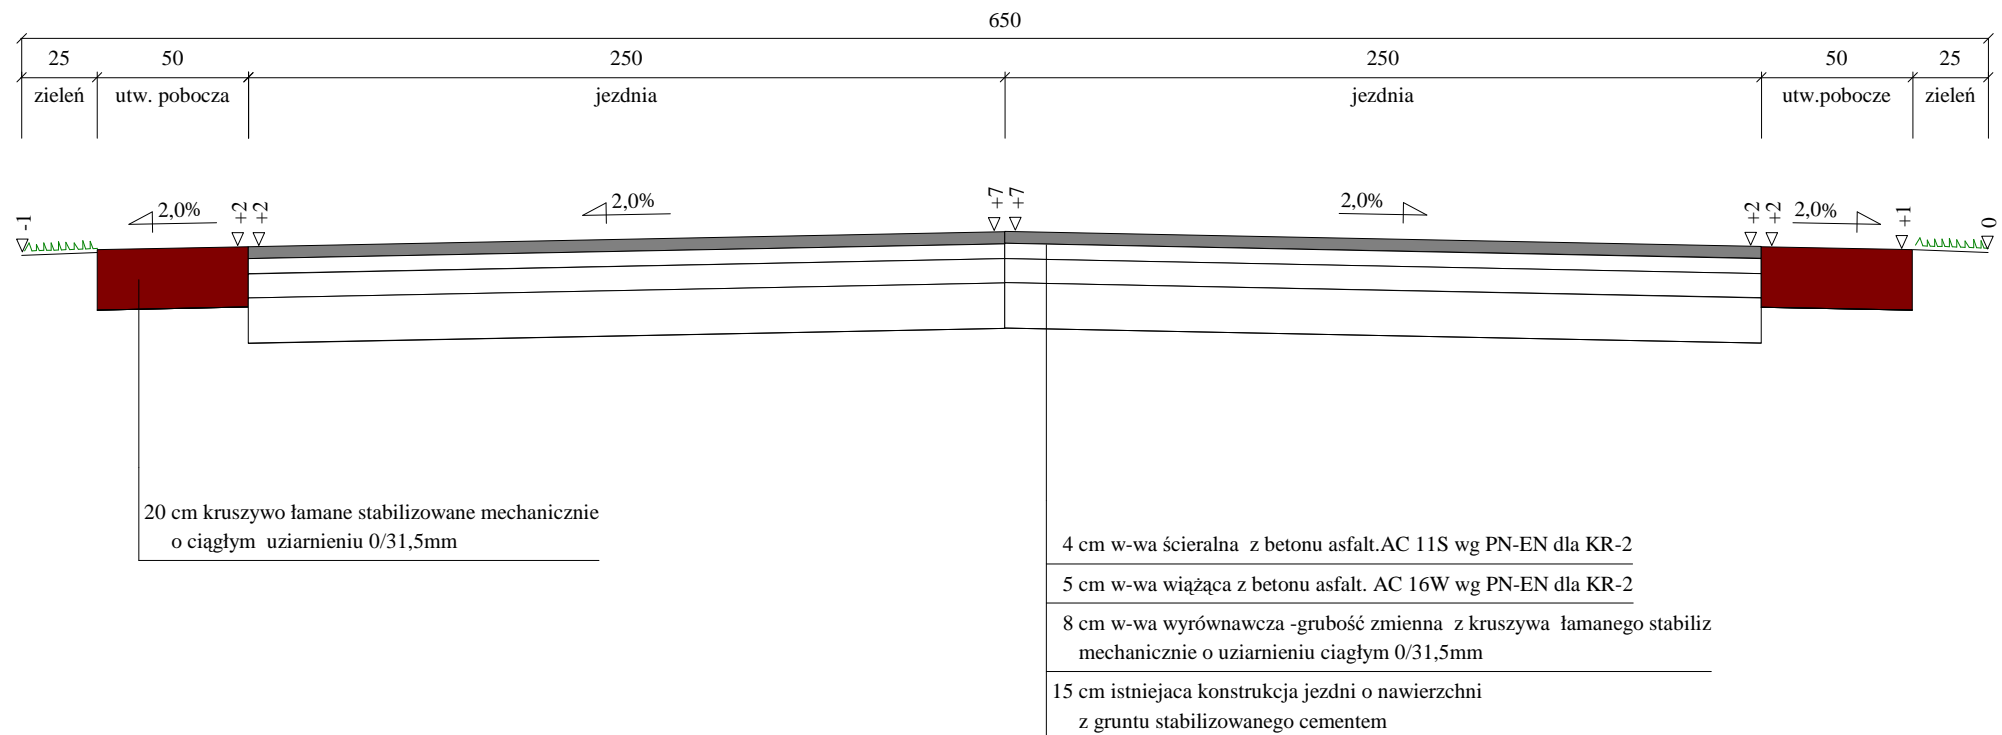 650
25 50 250 250 50 25
zieleń utw. pobocza jezdnia jezdnia utw.pobocze zieleń
-1 2,0% +2 +2 2,0% +7 +7 2,0% +2 +2 2,0% +1 0
20 cm kruszywo łamane stabilizowane mechanicznie
o ciągłym uziarnieniu 0/31,5mm
4 cm w-wa ścieralna z betonu asfalt.AC 11S wg PN-EN dla KR-2
5 cm w-wa wiążąca z betonu asfalt. AC 16W wg PN-EN dla KR-2
8 cm w-wa wyrównawcza -grubość zmienna z kruszywa łamanego stabiliz
mechanicznie o uziarnieniu ciagłym 0/31,5mm
15 cm istniejaca konstrukcja jezdni o nawierzchni
z gruntu stabilizowanego cementem